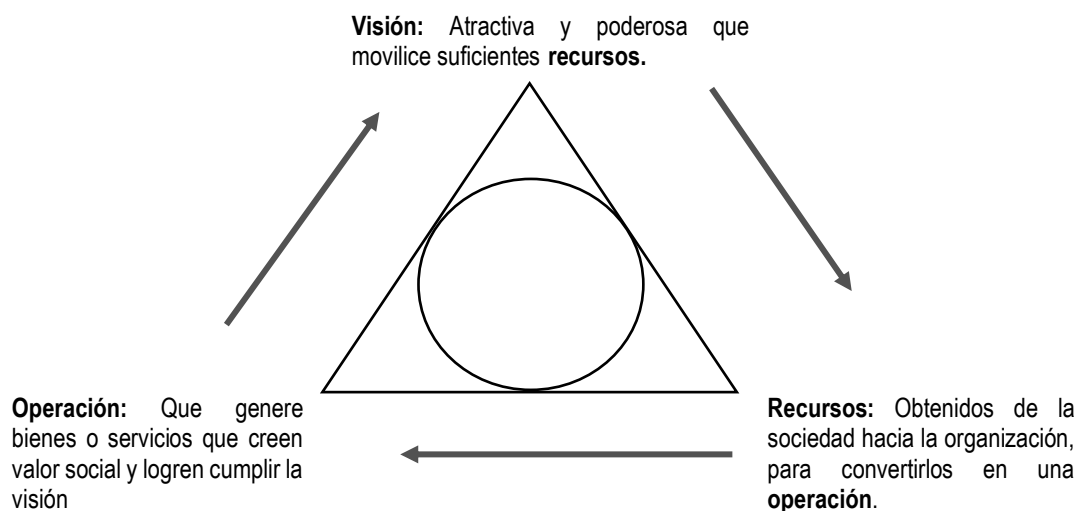 Visión: Atractiva y poderosa que
movilice suficientes recursos.
Operación: Que genere
bienes o servicios que creen
valor social y logren cumplir la
visión
Recursos: Obtenidos de la
sociedad hacia la organización,
para convertirlos en una
operación.